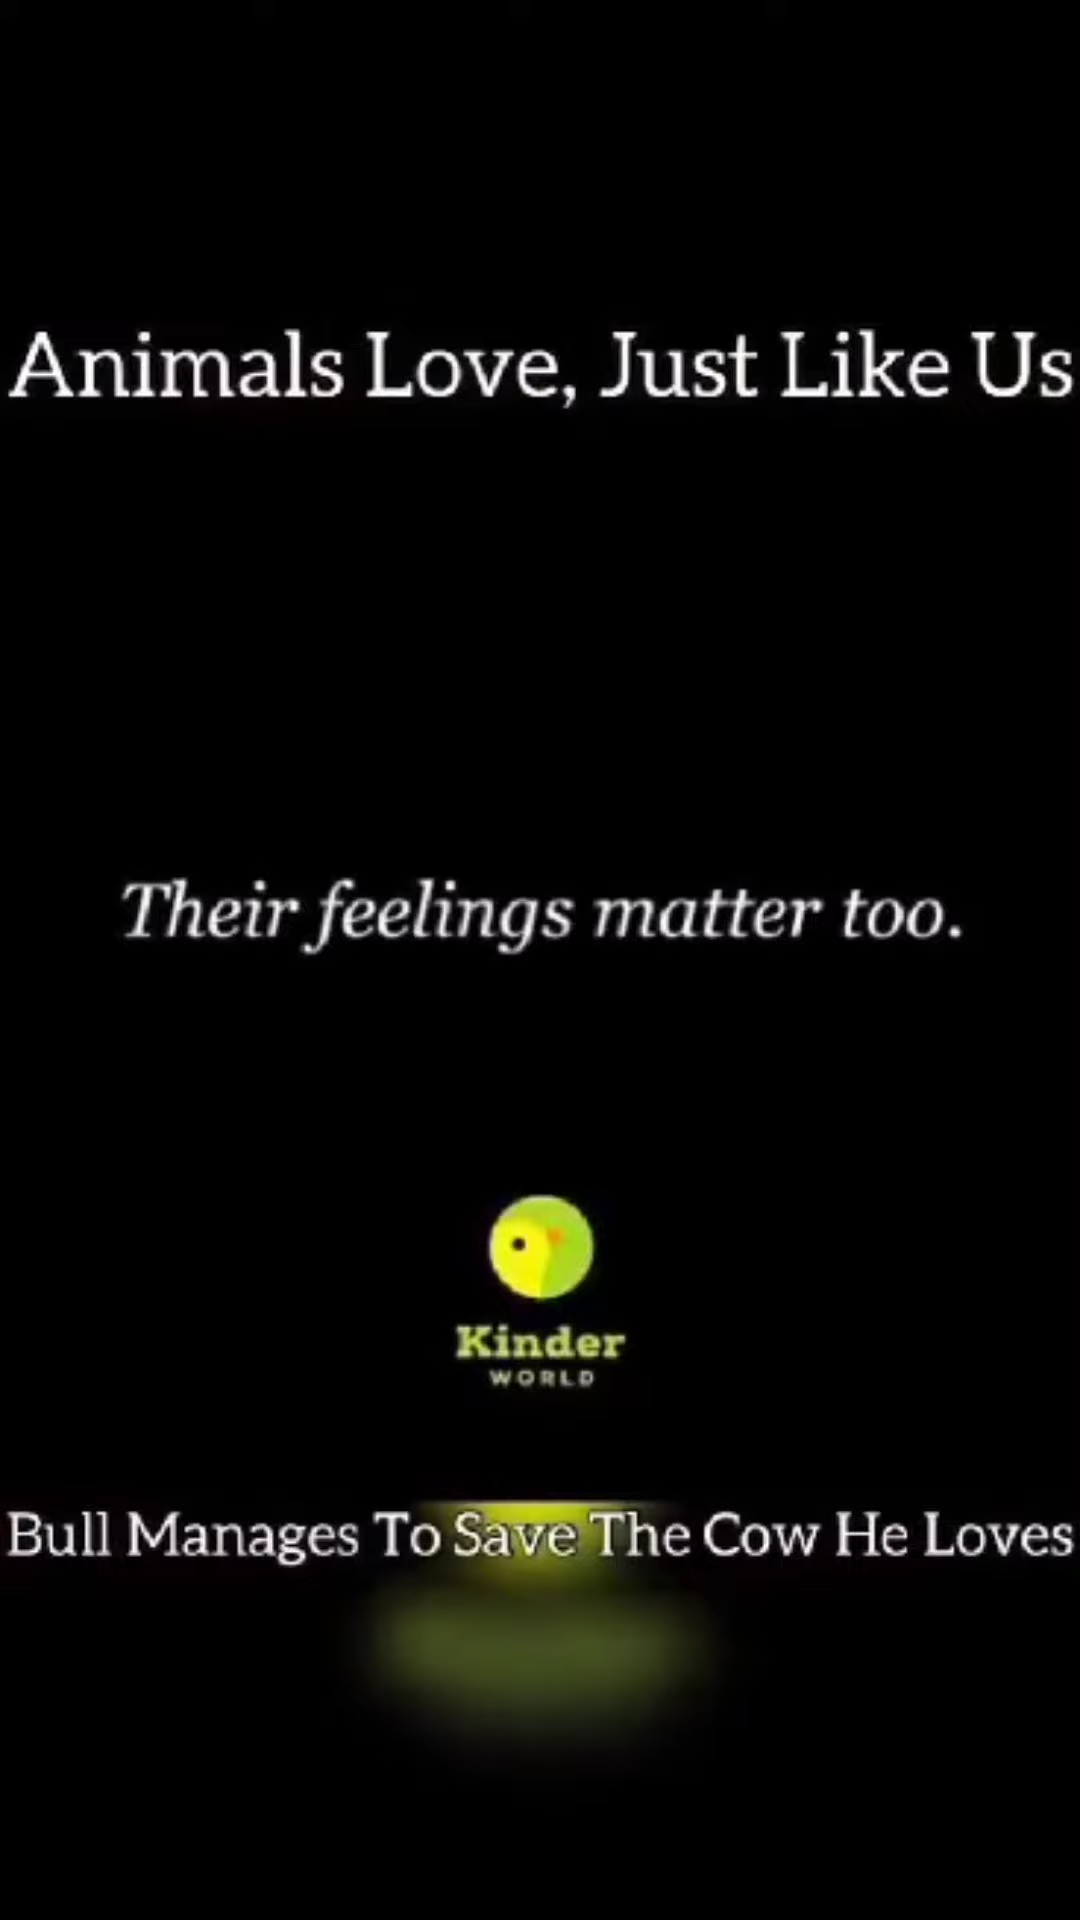 Animals Love, Just Like Us
Their feelings matter too.
Kinder
WORLD
Bull Manages To Save The Cow He Loves